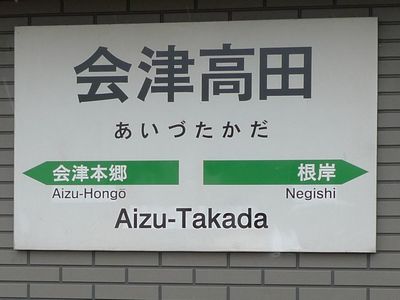 会津高田
あいづたかだ
会津本郷 根岸
Aizu-Hongō Negishi
Aizu-Takada